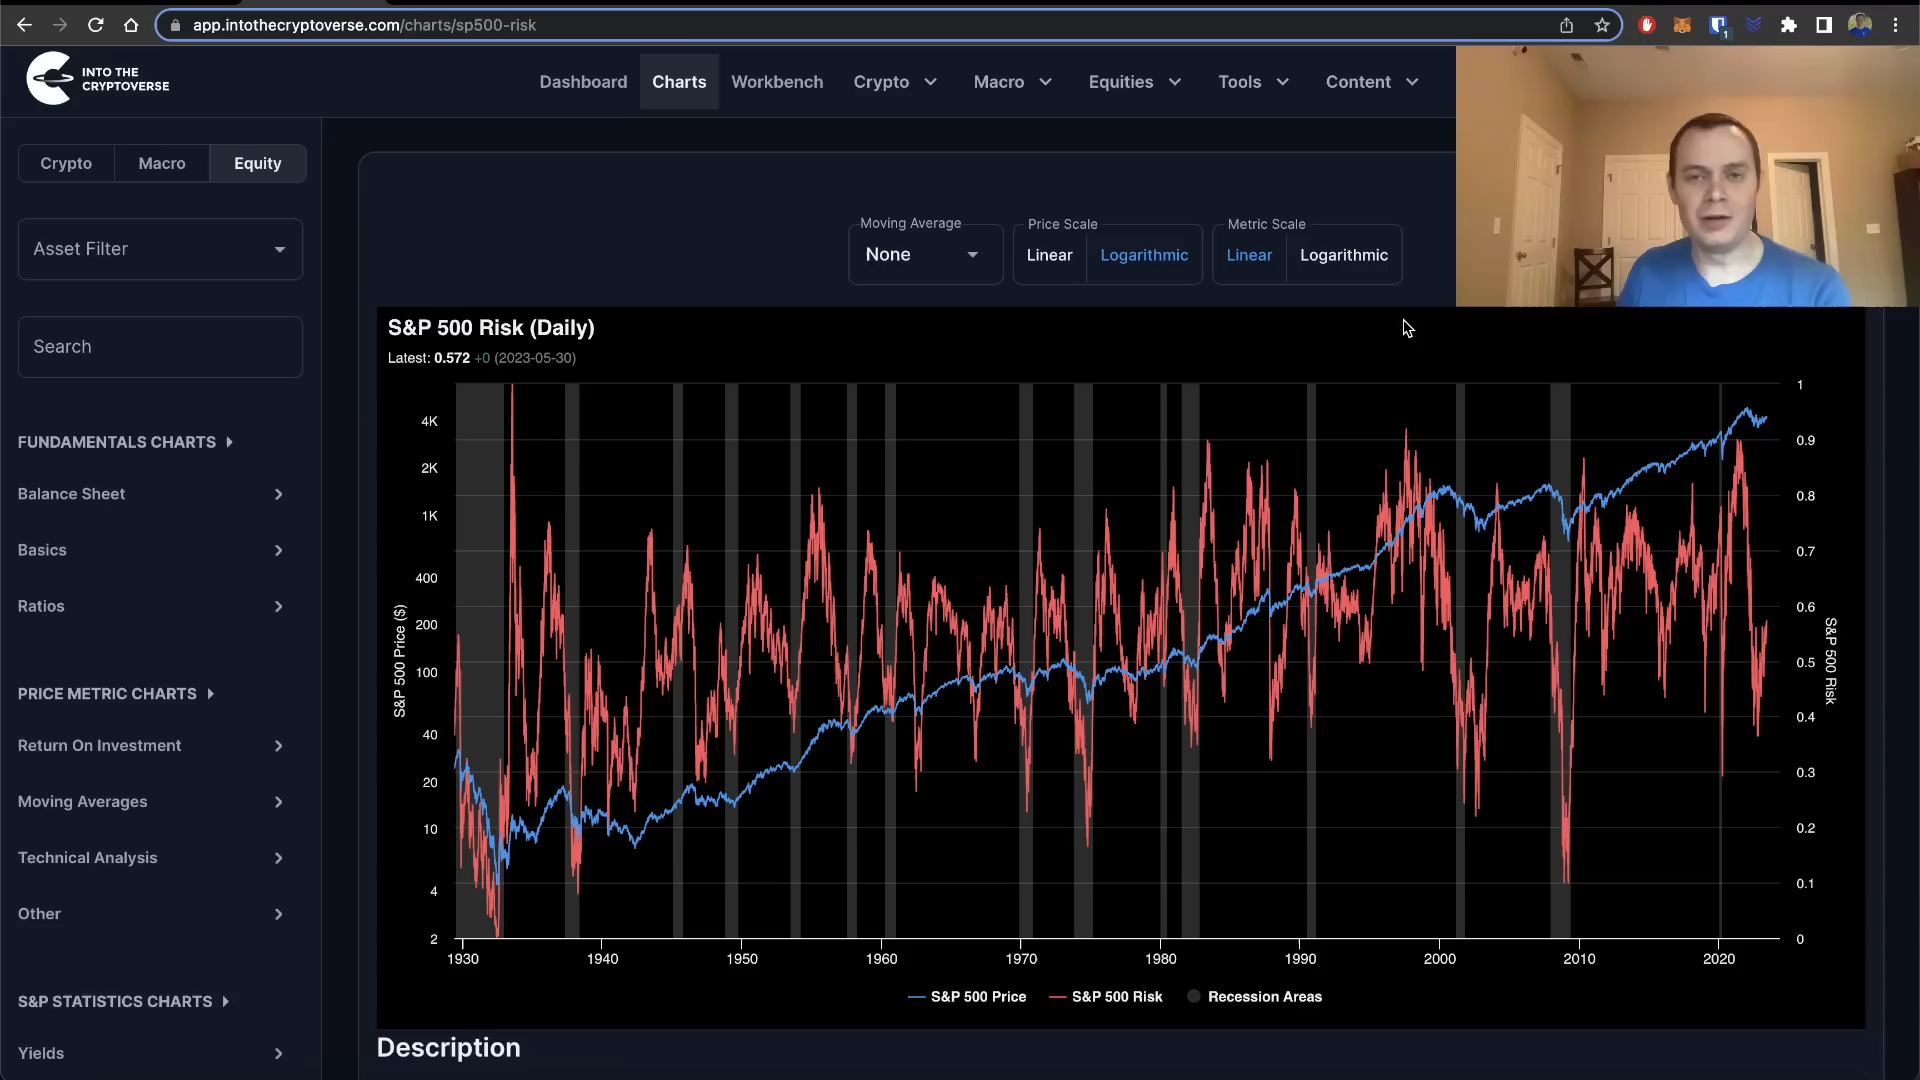 app.intothecryptoverse.com/charts/sp500-risk
1
INTO THE
CRYPTOVERSE
Dashboard
Charts
Workbench
Crypto
Macro
Equities
Tools
Content
Crypto
Macro
Equity
Asset Filter
Search
FUNDAMENTALS CHARTS
Balance Sheet
Basics
Ratios
PRICE METRIC CHARTS
Return On Investment
Moving Averages
Technical Analysis
Other
S&P STATISTICS CHARTS
Yields
Moving Average
None
Price Scale
Linear
Logarithmic
Metric Scale
Linear
Logarithmic
S&P 500 Risk (Daily)
Latest: 0.572 +0 (2023-05-30)
4K
2K
1K
400
200
100
40
20
10
4
2
S&P 500 Price ($)
1
0.9
0.8
0.7
0.6
0.5
0.4
0.3
0.2
0.1
0
S&P 500 Risk
1930
1940
1950
1960
1970
1980
1990
2000
2010
2020
S&P 500 Price
S&P 500 Risk
Recession Areas
Description